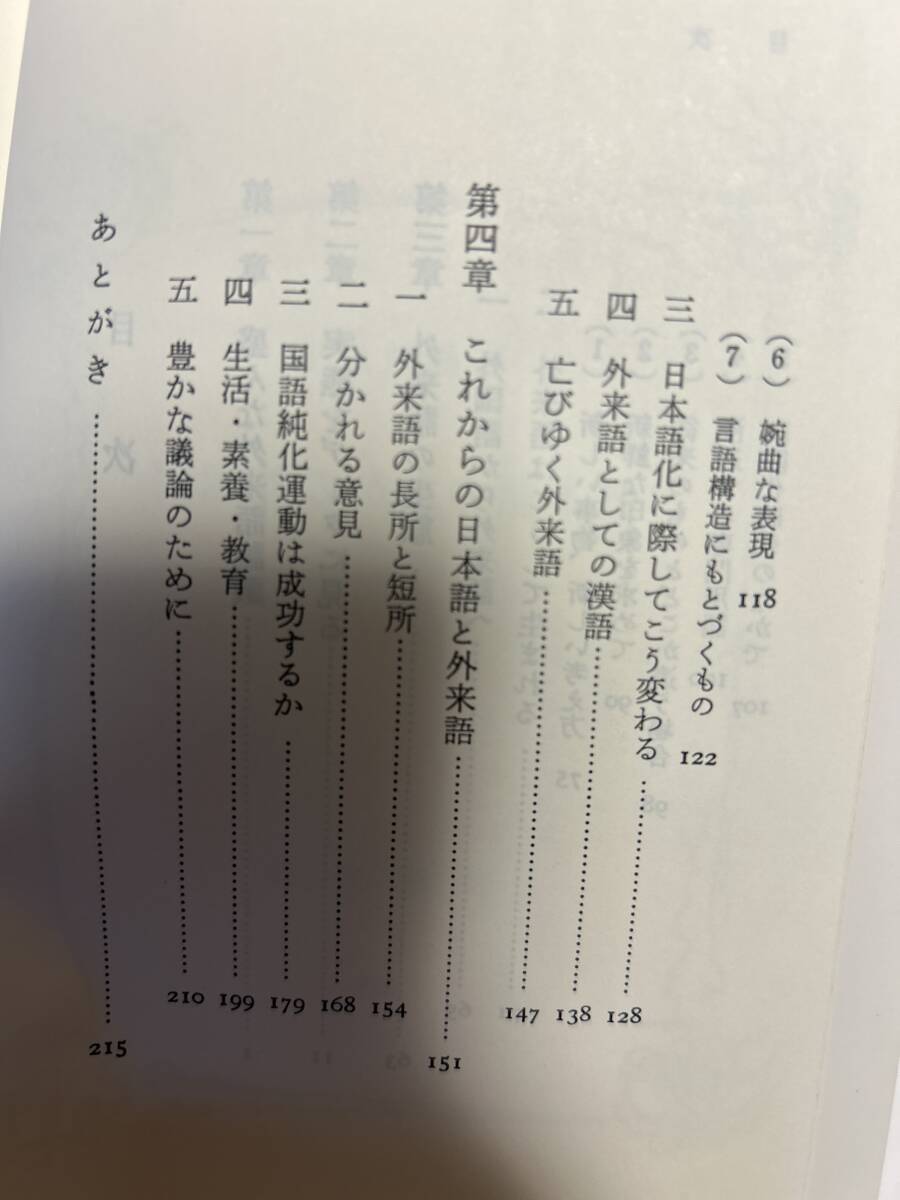 (6) 婉曲な表現 118
(7) 言語構造にもとづくもの 122
三 日本語化に際してこう変わる……128
四 外来語としての漢語……138
五 亡びゆく外来語……147
第四章 これからの日本語と外来語……151
一 外来語の長所と短所……154
二 分かれる意見……168
三 国語純化運動は成功するか……179
四 生活・素養・教育……199
五 豊かな議論のために……210
あとがき……215